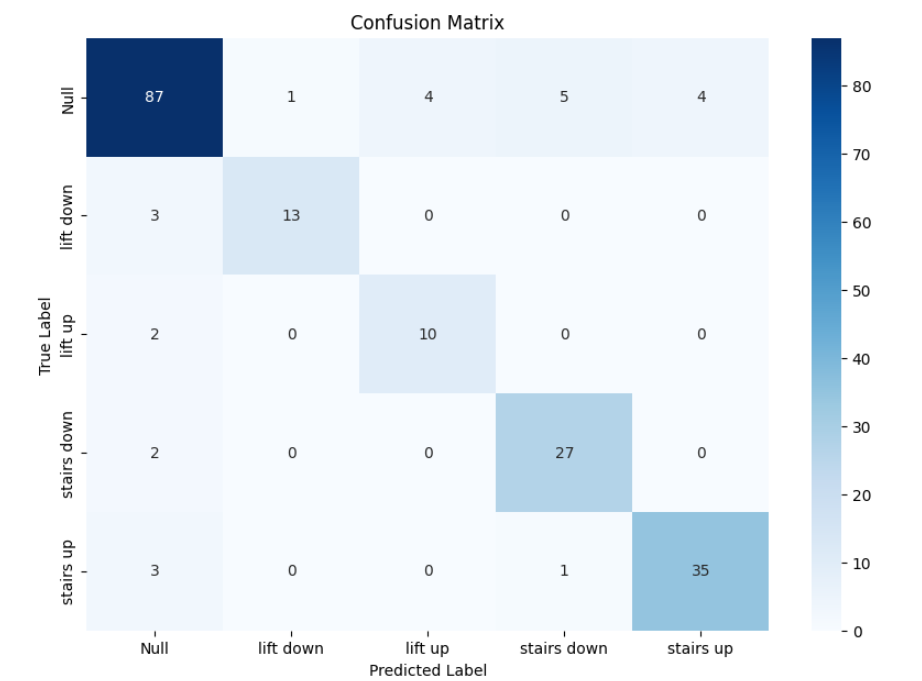 Confusion Matrix
Null 87 1 4 5 4
lift down 3 13 0 0 0
lift up 2 0 10 0 0
stairs down 2 0 0 27 0
stairs up 3 0 0 1 35
Null lift down lift up stairs down stairs up
Predicted Label
True Label
80
70
60
50
40
30
20
10
0